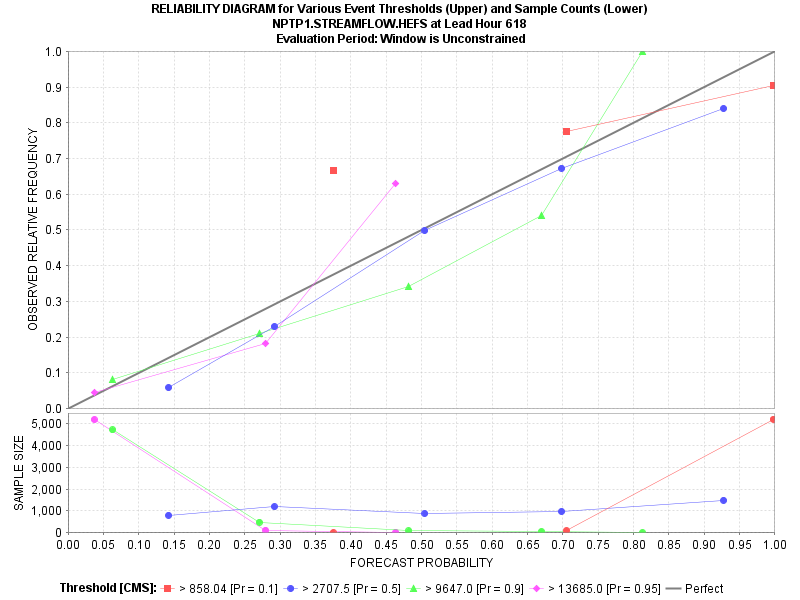 RELIABILITY DIAGRAM for Various Event Thresholds (Upper) and Sample Counts (Lower)
NPTP1.STREAMFLOW.HEFS at Lead Hour 618
Evaluation Period: Window is Unconstrained
OBSERVED RELATIVE FREQUENCY
1.0
0.9
0.8
0.7
0.6
0.5
0.4
0.3
0.2
0.1
0.0
SAMPLE SIZE
5,000
4,000
3,000
2,000
1,000
0
0.00 0.05 0.10 0.15 0.20 0.25 0.30 0.35 0.40 0.45 0.50 0.55 0.60 0.65 0.70 0.75 0.80 0.85 0.90 0.95 1.00
FORECAST PROBABILITY
Threshold [CMS]: > 858.04 [Pr = 0.1] > 2707.5 [Pr = 0.5] > 9647.0 [Pr = 0.9] > 13685.0 [Pr = 0.95] Perfect